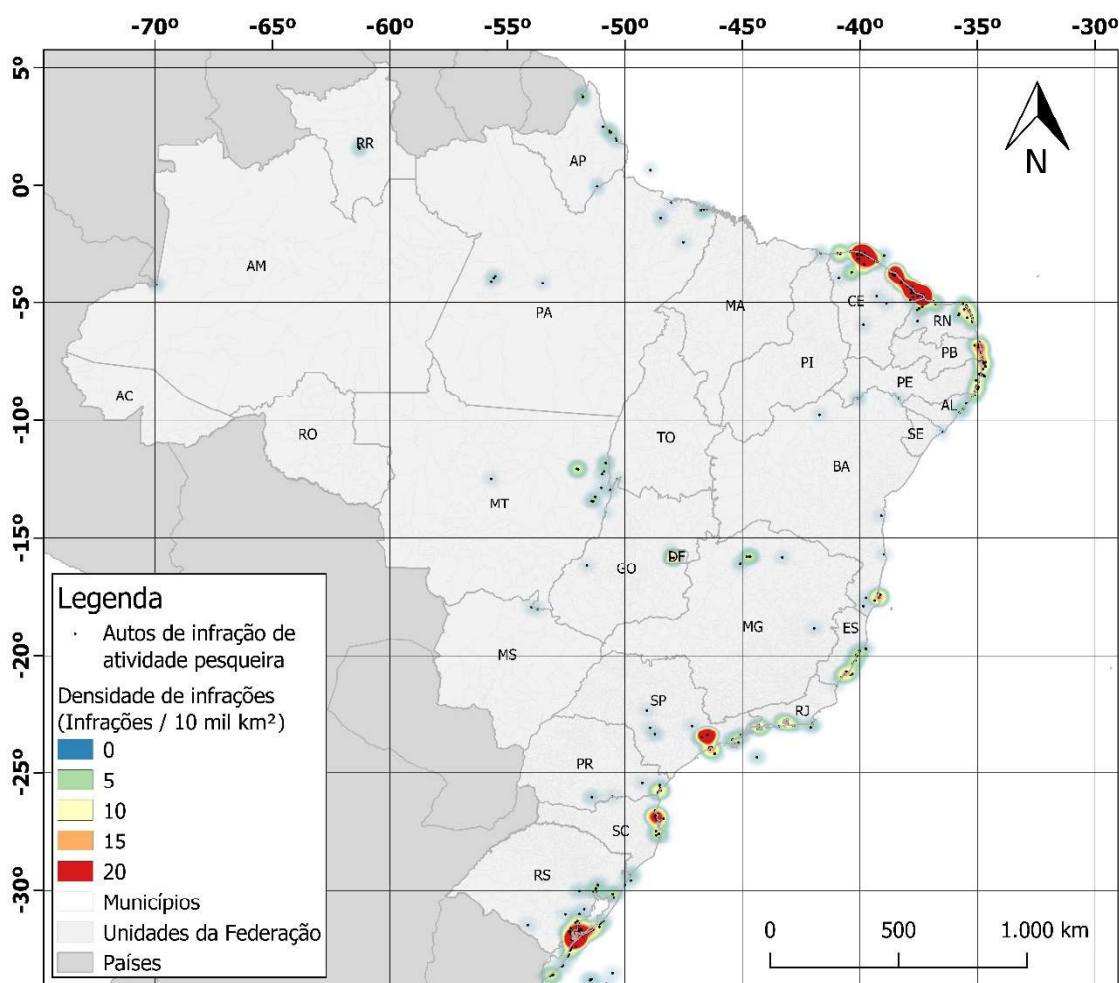 -70º -65º -60º -55º -50º -45º -40º -35º -30º
5º
N
RR
AP
0º
AM
PA
MA
CE
RN
-5º
PB
PI
PE
AC
AL
-10º
RO
TO
SE
BA
MT
-15º
DF
GO
MG
ES
MS
-20º
SP
RJ
PR
-25º
SC
RS
-30º
Legenda
Autos de infração de
atividade pesqueira
Densidade de infrações
(Infrações / 10 mil km²)
0
5
10
15
20
Municípios
Unidades da Federação
Países
0 500 1.000 km